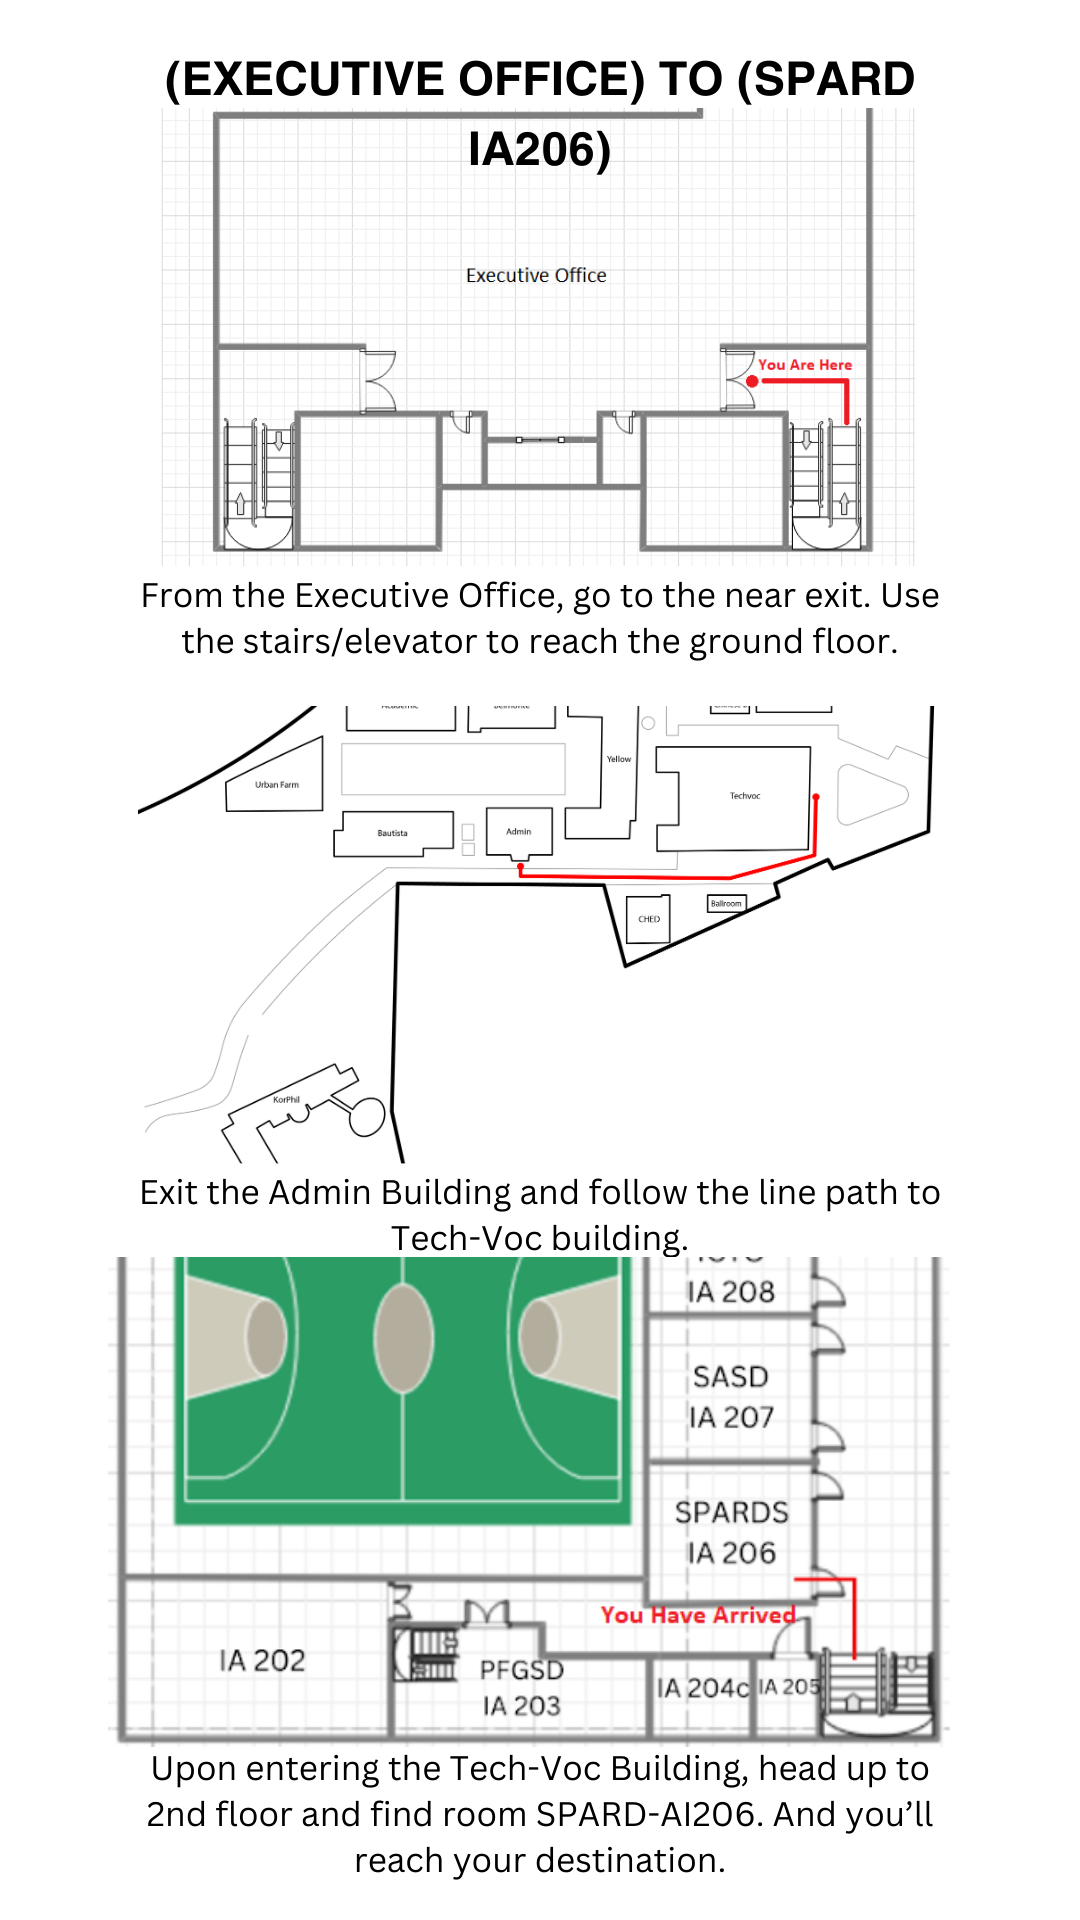 (EXECUTIVE OFFICE) TO (SPARD
IA206)
Executive Office
You Are Here
From the Executive Office, go to the near exit. Use
the stairs/elevator to reach the ground floor.
Academic
Belmonte
Urban Farm
Yellow
Techvoc
Bautista
Admin
CHED
Ballroom
KorPhil
Exit the Admin Building and follow the line path to
Tech-Voc building.
IA 208
SASD
IA 207
SPARDS
IA 206
You Have Arrived
IA 202
PFGSD
IA 203
IA 204c
IA 205
Upon entering the Tech-Voc Building, head up to
2nd floor and find room SPARD-AI206. And you’ll
reach your destination.